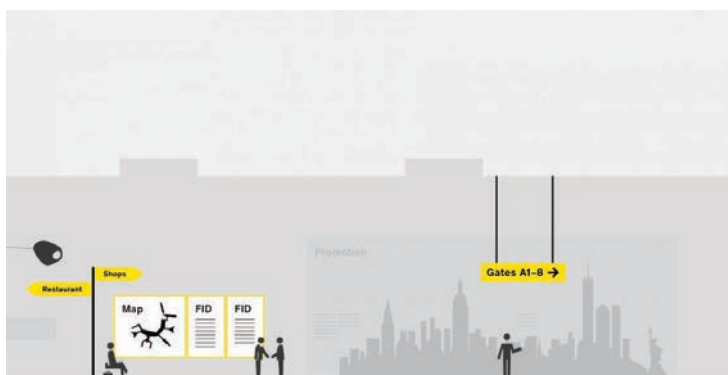 Promotion
Shops
Restaurant
Gates A1–8 →
Map
FID
FID